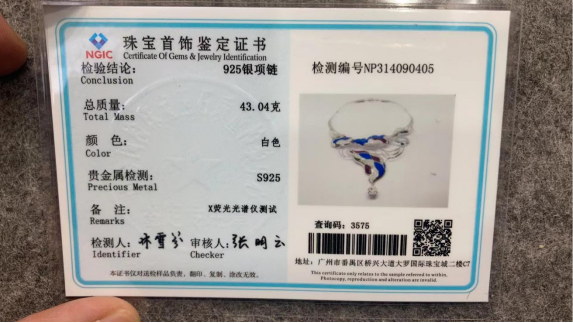 NGIC
珠宝首饰鉴定证书
Certificate Of Gems & Jewelry Identification
检验结论: 925银项链
Conclusion
总质量: 43.04克
Total Mass
颜 色: 白色
Color
贵金属检测: S925
Precious Metal
备 注: X荧光光谱仪测试
Remarks
检测人: 林雪芬 审核人: 张明云
Identifier Checker
本证书仅对送检样品负责，翻印、复制、涂改无效。
检测编号NP314090405
查询码: 3575
地址: 广州市番禺区桥兴大道大罗国际珠宝城二楼C7
This certificate only relates to the sample referred to within.
Photocopy, reproduction and alteration are invalid.